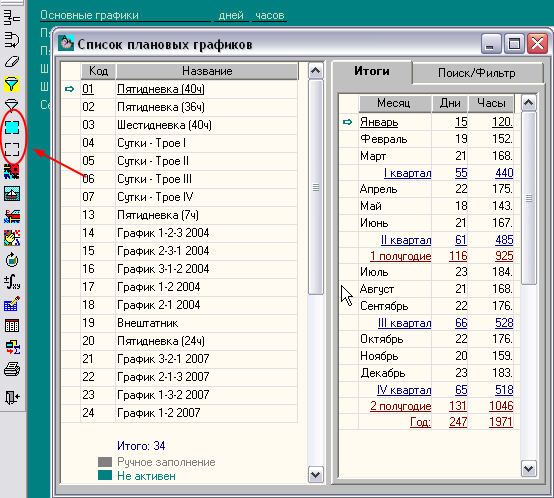 Основные графики дней часов
Список плановых графиков
Код Название
01 Пятидневка (40ч)
02 Пятидневка (36ч)
03 Шестидневка (40ч)
04 Сутки - Трое I
05 Сутки - Трое II
06 Сутки - Трое III
07 Сутки - Трое IV
13 Пятидневка (7ч)
14 График 1-2-3 2004
15 График 2-3-1 2004
16 График 3-1-2 2004
17 График 1-2 2004
18 График 2-1 2004
19 Внештатник
20 Пятидневка (24ч)
21 График 3-2-1 2007
22 График 2-1-3 2007
23 График 1-3-2 2007
24 График 1-2 2007
Итого: 34
Ручное заполнение
Не активен
Итоги Поиск/Фильтр
Месяц Дни Часы
Январь 15 120.
Февраль 19 152.
Март 21 168.
I квартал 55 440
Апрель 22 175.
Май 18 143.
Июнь 21 167.
II квартал 61 485
1 полугодие 116 925
Июль 23 184.
Август 21 168.
Сентябрь 22 176.
III квартал 66 528
Октябрь 22 176.
Ноябрь 20 159.
Декабрь 23 183.
IV квартал 65 518
2 полугодие 131 1046
Год: 247 1971